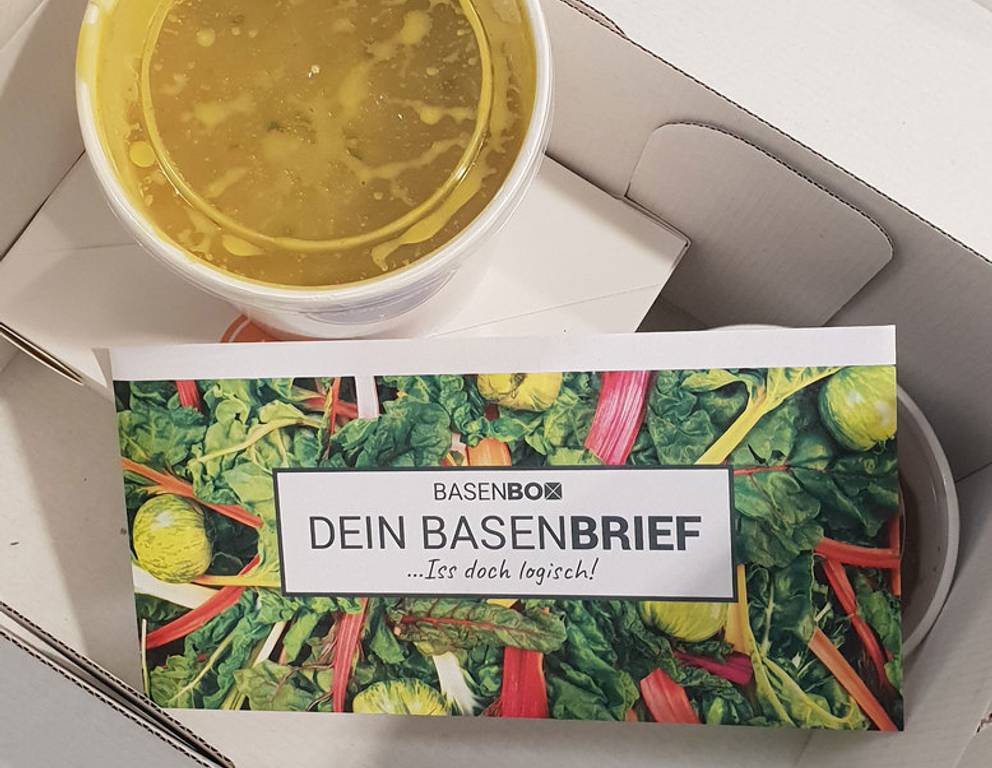 BASENBOX
DEIN BASENBRIEF
...Iss doch logisch!